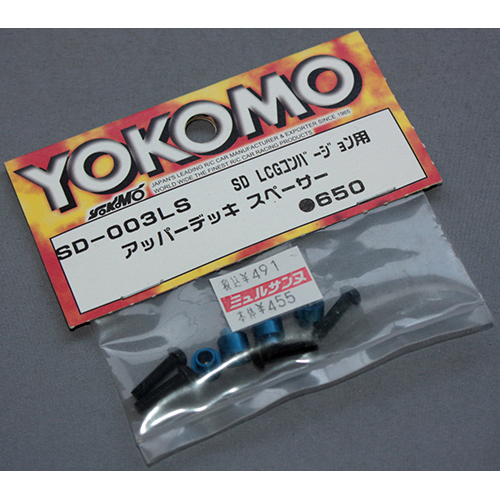 YOKOMO
JAPAN'S LEADING R/C CAR MANUFACTURER & EXPORTER SINCE 1965
WORLD WIDE THE FINEST R/C CAR RACING PRODUCTS
YOKOMO
SD-003LS
SD LCGコンバージョン用
アッパーデッキ スペーサー
●650
税込¥491
ミュルサンヌ
本体¥455